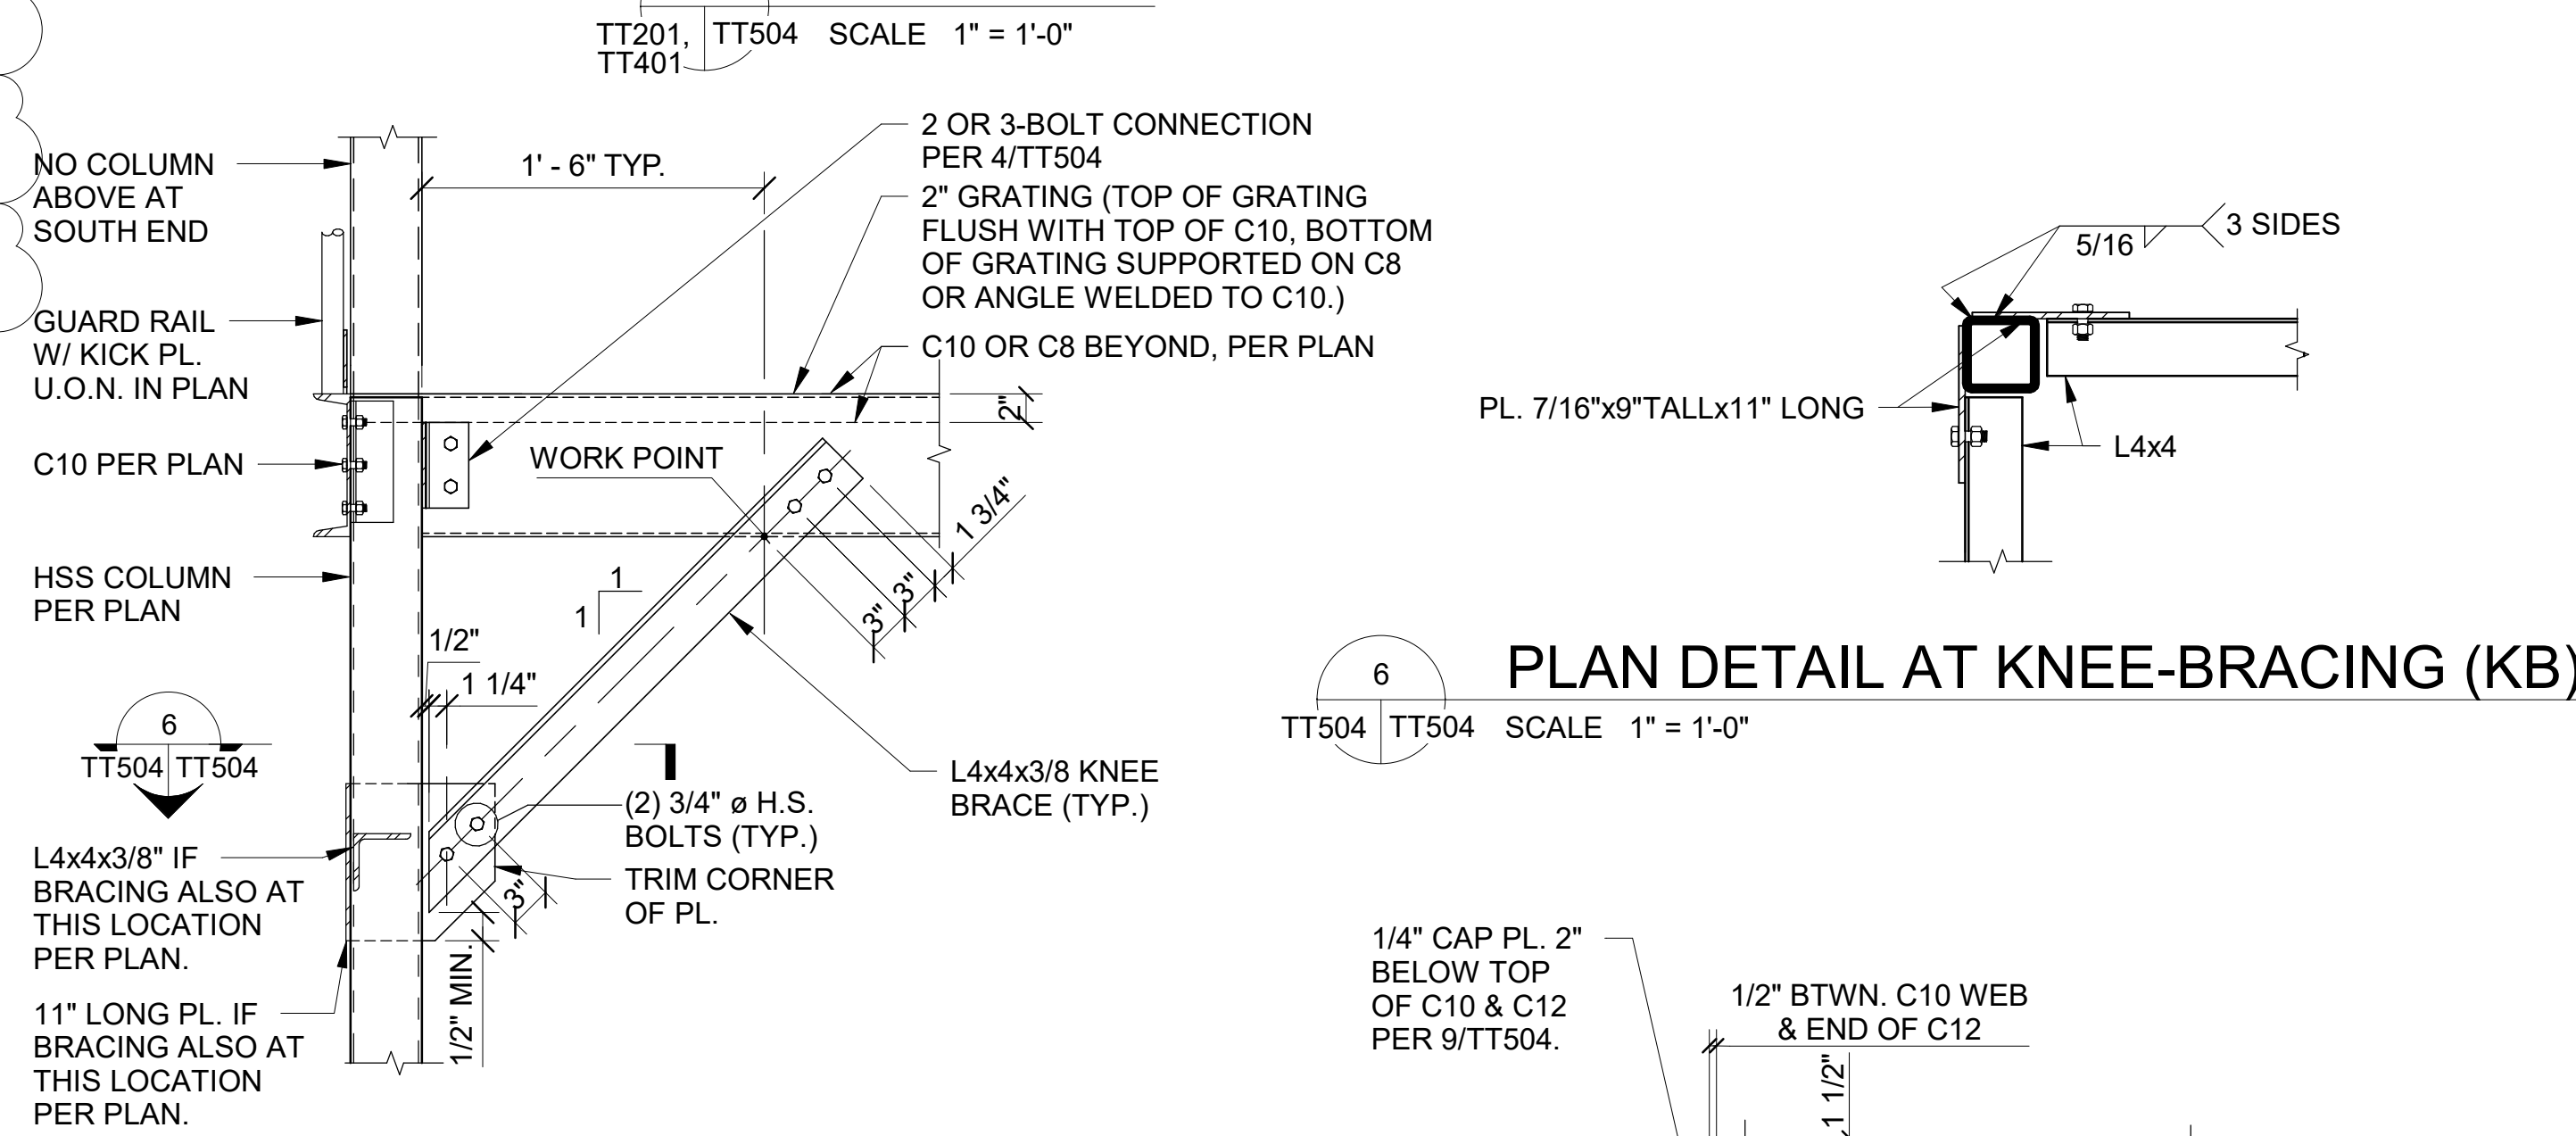 TT201,
TT401
TT504
SCALE 1" = 1'-0"
NO COLUMN
ABOVE AT
SOUTH END
GUARD RAIL
W/ KICK PL.
U.O.N. IN PLAN
C10 PER PLAN
HSS COLUMN
PER PLAN
6
TT504
TT504
L4x4x3/8" IF
BRACING ALSO AT
THIS LOCATION
PER PLAN.
11" LONG PL. IF
BRACING ALSO AT
THIS LOCATION
PER PLAN.
1' - 6" TYP.
2 OR 3-BOLT CONNECTION
PER 4/TT504
2" GRATING (TOP OF GRATING
FLUSH WITH TOP OF C10, BOTTOM
OF GRATING SUPPORTED ON C8
OR ANGLE WELDED TO C10.)
C10 OR C8 BEYOND, PER PLAN
2"
WORK POINT
1 3/4"
3"
3"
1
1
1/2"
1 1/4"
L4x4x3/8 KNEE
BRACE (TYP.)
(2) 3/4" ø H.S.
BOLTS (TYP.)
TRIM CORNER
OF PL.
3"
1/2" MIN.
3 SIDES
5/16
PL. 7/16"x9"TALLx11" LONG
L4x4
6
TT504
TT504
PLAN DETAIL AT KNEE-BRACING (KB)
SCALE 1" = 1'-0"
1/4" CAP PL. 2"
BELOW TOP
OF C10 & C12
PER 9/TT504.
1/2" BTWN. C10 WEB
& END OF C12
1 1/2"